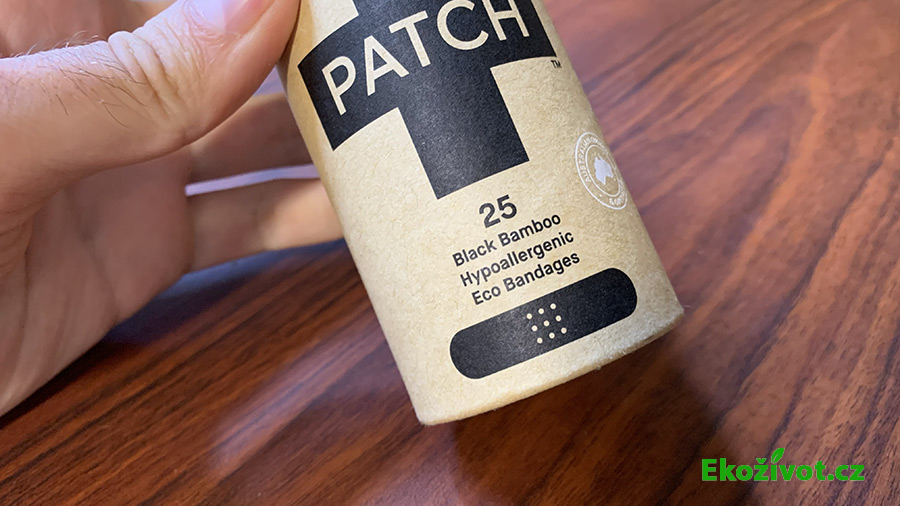 PATCH
TM
25
Black Bamboo
Hypoallergenic
Eco Bandages
Ekoživot.cz